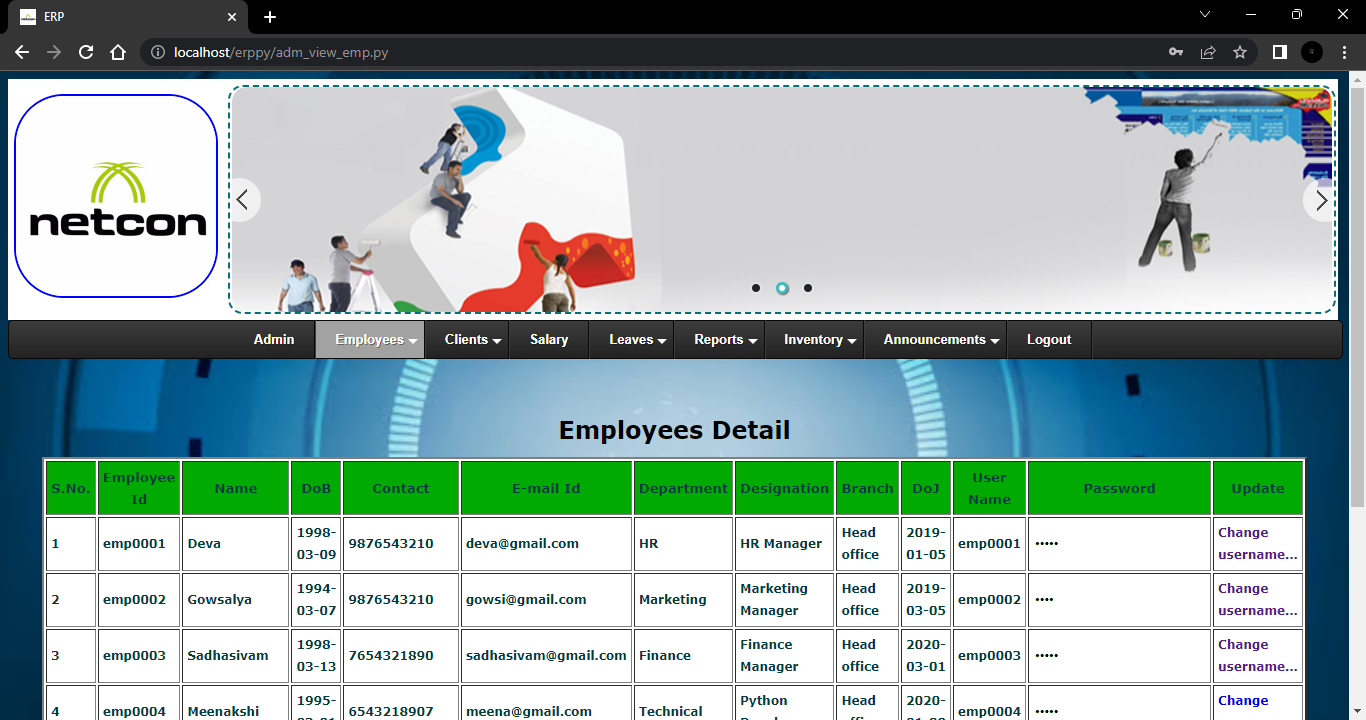 ERP
localhost/erppy/adm_view_emp.py
netcon
Admin Employees Clients Salary Leaves Reports Inventory Announcements Logout
Employees Detail
S.No. Employee Id Name DoB Contact E-mail Id Department Designation Branch DoJ User Name Password Update
1 emp0001 Deva 1998-03-09 9876543210 deva@gmail.com HR HR Manager Head office 2019-01-05 emp0001 ••••• Change username...
2 emp0002 Gowsalya 1994-03-07 9876543210 gowsi@gmail.com Marketing Marketing Manager Head office 2019-03-05 emp0002 •••• Change username...
3 emp0003 Sadhasivam 1998-03-13 7654321890 sadhasivam@gmail.com Finance Finance Manager Head office 2020-03-01 emp0003 ••••• Change username...
4 emp0004 Meenakshi 1995- 6543218907 meena@gmail.com Technical Python Head 2020- emp0004 ••••• Change